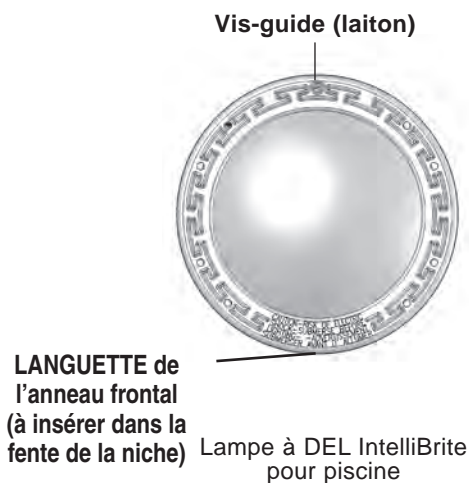 Vis-guide (laiton)
LANGUETTE de
l'anneau frontal
(à insérer dans la
fente de la niche)
Lampe à DEL IntelliBrite
pour piscine